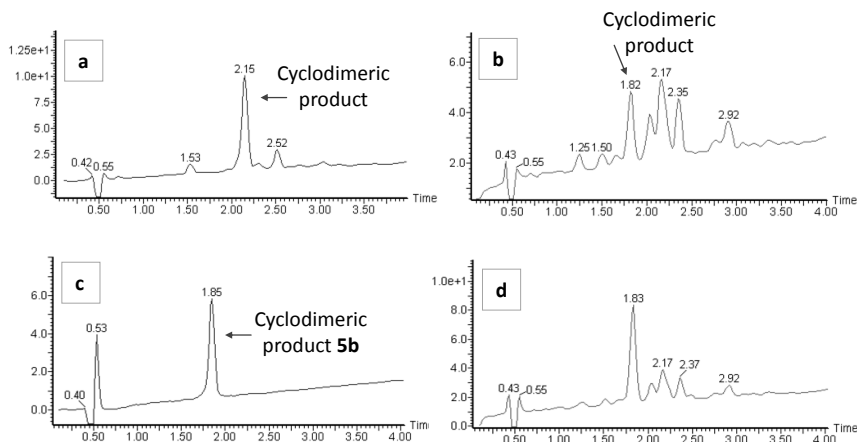 a
1.25e+1
1.0e+1
7.5
5.0
2.5
0.0
0.42
0.55
1.53
2.15
2.52
Cyclodimeric
product
0.50 1.00 1.50 2.00 2.50 3.00 3.50
Time
b
Cyclodimeric
product
6.0
4.0
2.0
0.43
0.55
1.25
1.50
1.82
2.17
2.35
2.92
0.50 1.00 1.50 2.00 2.50 3.00 3.50 4.00
Time
c
6.0
4.0
2.0
0.0
0.40
0.53
1.85
Cyclodimeric
product 5b
0.50 1.00 1.50 2.00 2.50 3.00 3.50 4.00
Time
d
1.0e+1
8.0
6.0
4.0
2.0
0.0
0.43
0.55
1.83
2.17
2.37
2.92
0.50 1.00 1.50 2.00 2.50 3.00 3.50 4.00
Time